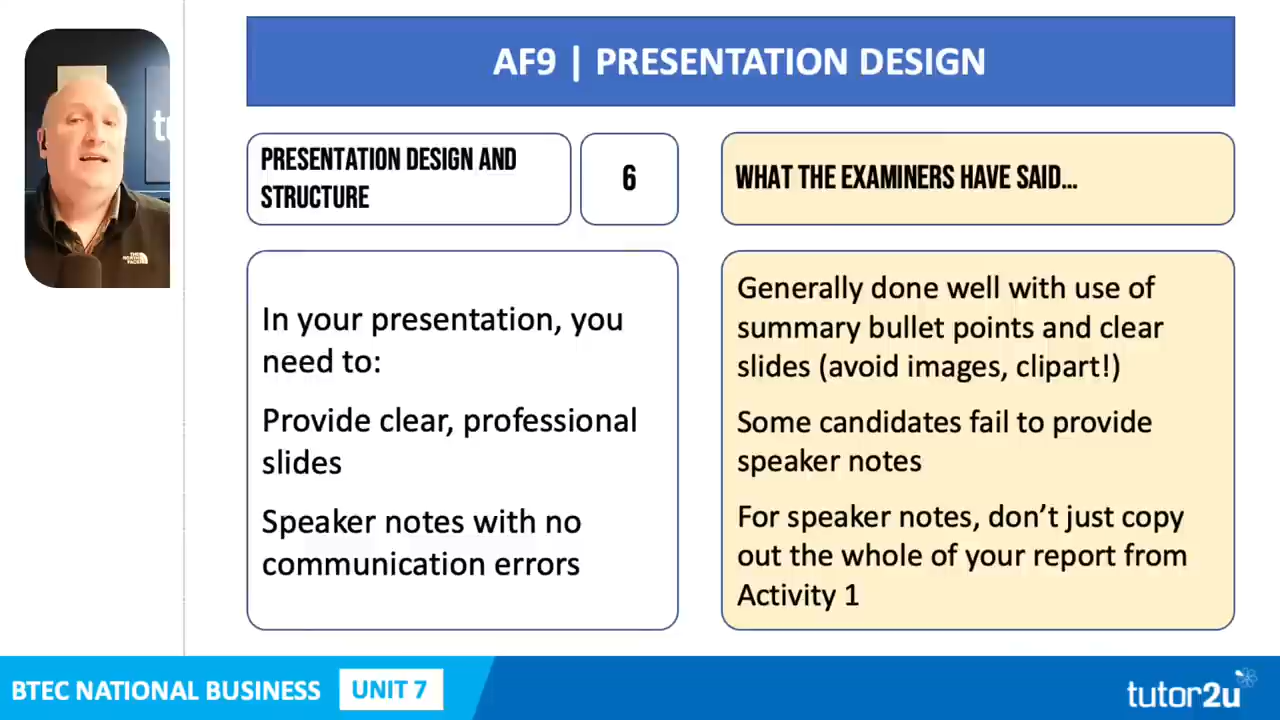 AF9 | PRESENTATION DESIGN
PRESENTATION DESIGN AND
STRUCTURE
6
WHAT THE EXAMINERS HAVE SAID...
In your presentation, you
need to:
Provide clear, professional
slides
Speaker notes with no
communication errors
Generally done well with use of
summary bullet points and clear
slides (avoid images, clipart!)
Some candidates fail to provide
speaker notes
For speaker notes, don’t just copy
out the whole of your report from
Activity 1
THE
NORTH
FACE
BTEC NATIONAL BUSINESS
UNIT 7
tutor2u